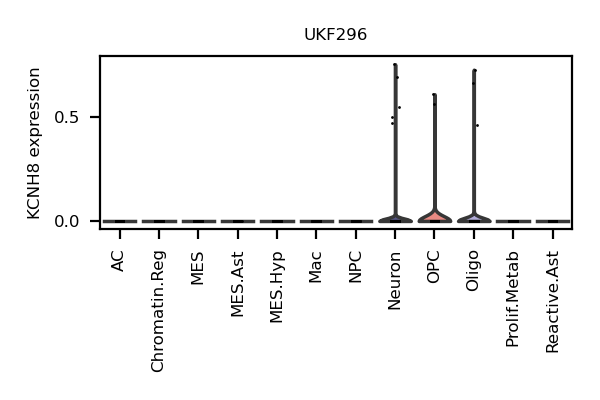 UKF296
KCNH8 expression
0.5
0.0
AC
Chromatin.Reg
MES
MES.Ast
MES.Hyp
Mac
NPC
Neuron
OPC
Oligo
Prolif.Metab
Reactive.Ast